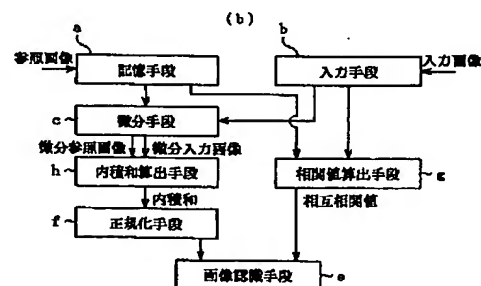 (b)
a
b
参照画像
記憶手段
入力手段
入力画像
c
微分手段
微分参照画像
微分入力画像
h
内積和算出手段
相関値算出手段
g
内積和
相互相関値
f
正規化手段
画像認識手段
e